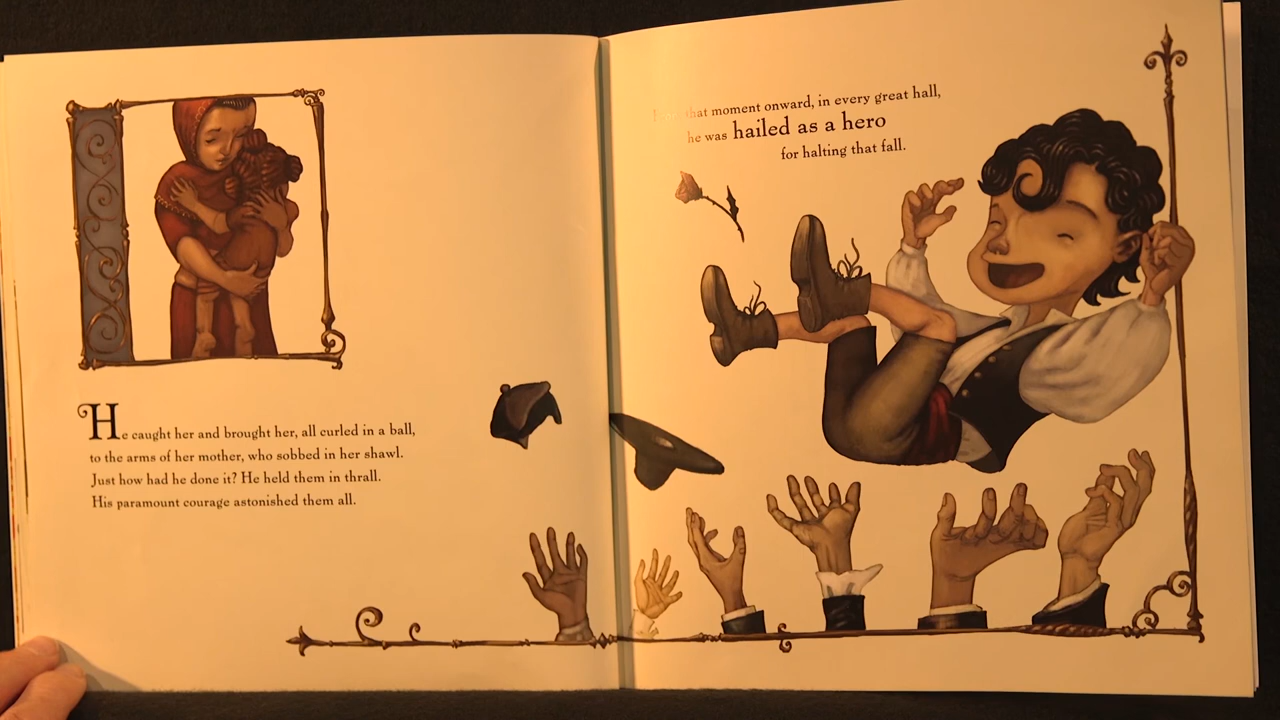 He caught her and brought her, all curled in a ball,
to the arms of her mother, who sobbed in her shawl.
Just how had he done it? He held them in thrall.
His paramount courage astonished them all.
that moment onward, in every great hall,
he was hailed as a hero
for halting that fall.